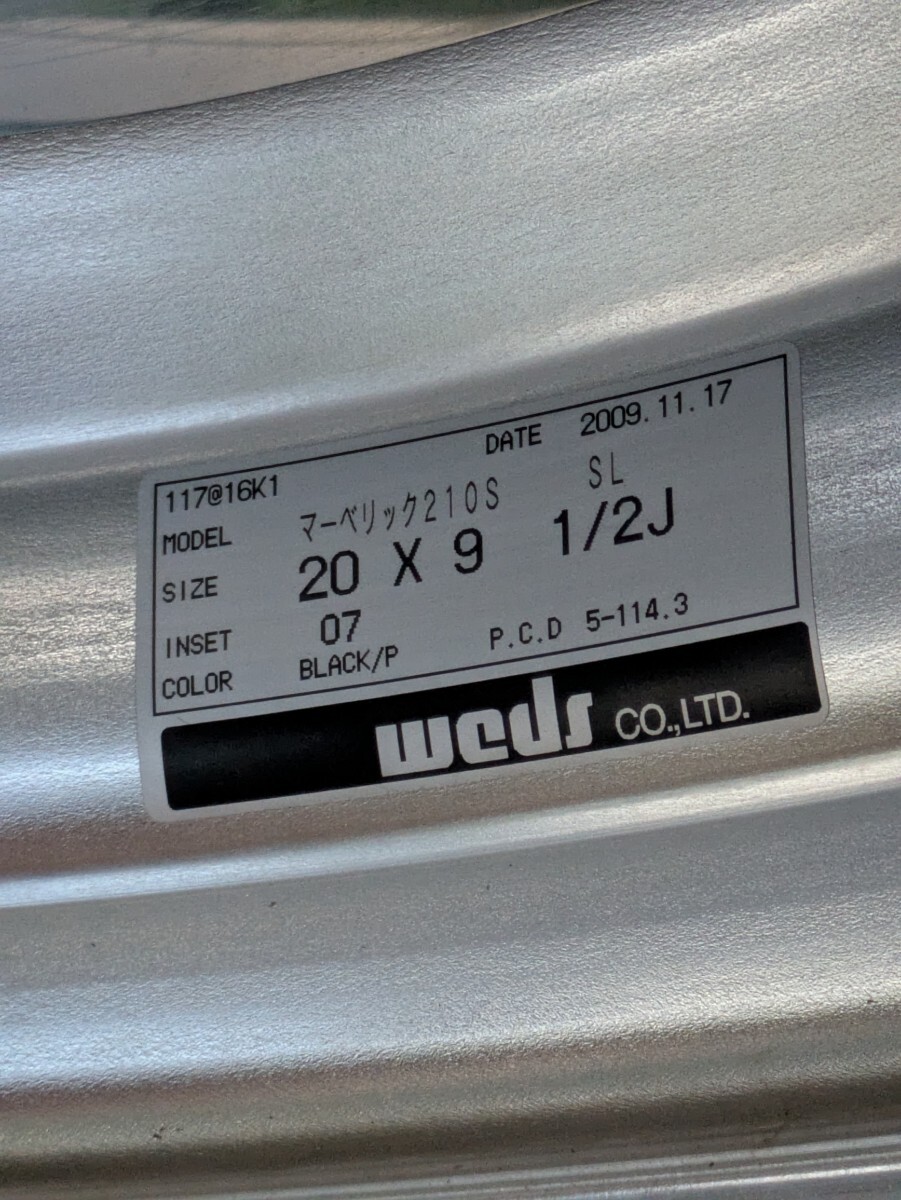 DATE 2009.11.17
117@16K1
MODEL マーベリック210S SL
SIZE 20 X 9 1/2J
INSET 07
COLOR BLACK/P P.C.D 5-114.3
weds CO.,LTD.